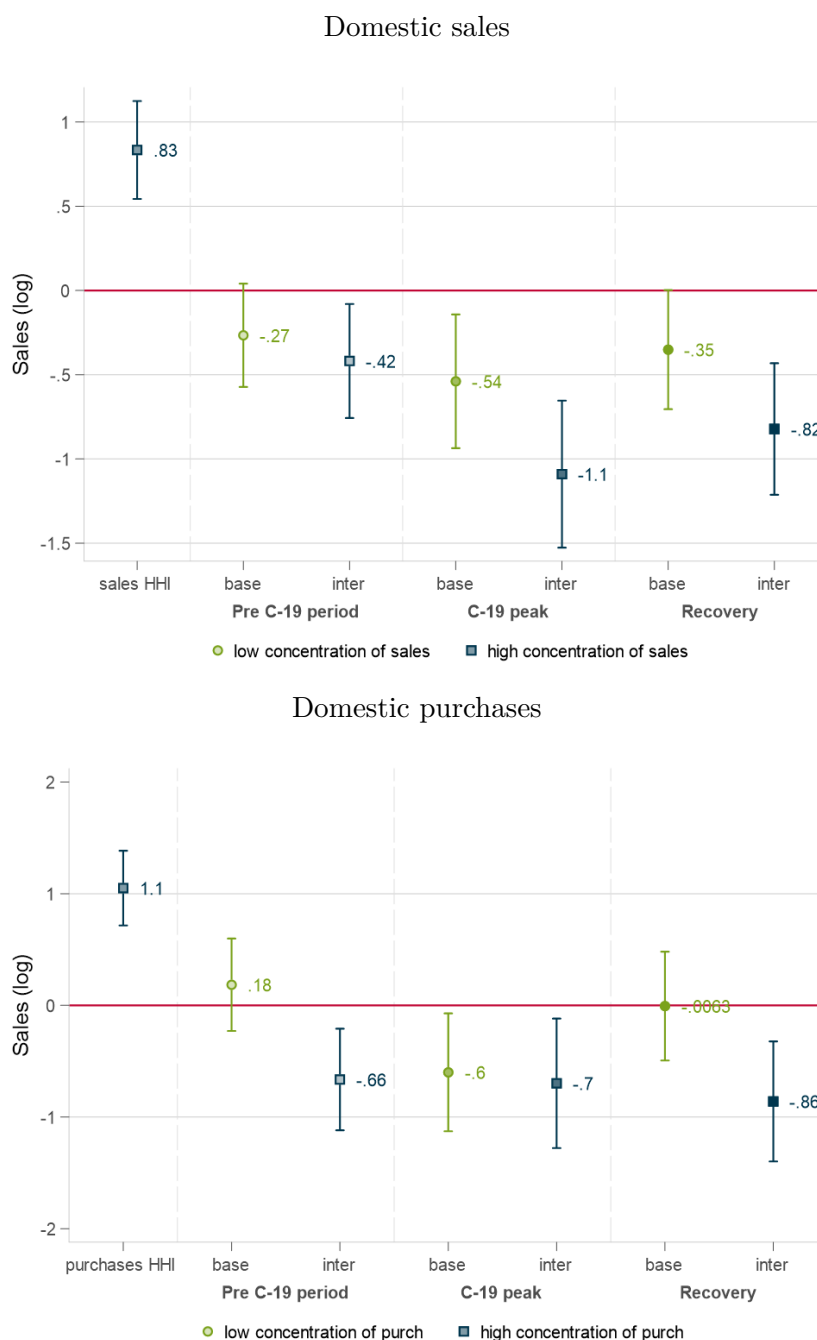 Domestic sales
1
.5
0
-.5
-1
-1.5
Sales (log)
.83
-.27
-.42
-.54
-1.1
-.35
-.82
sales HHI base inter base inter base inter
Pre C-19 period C-19 peak Recovery
low concentration of sales high concentration of sales
Domestic purchases
2
1
0
-1
-2
Sales (log)
1.1
.18
-.66
-.6
-.7
-.0063
-.86
purchases HHI base inter base inter base inter
Pre C-19 period C-19 peak Recovery
low concentration of purch high concentration of purch